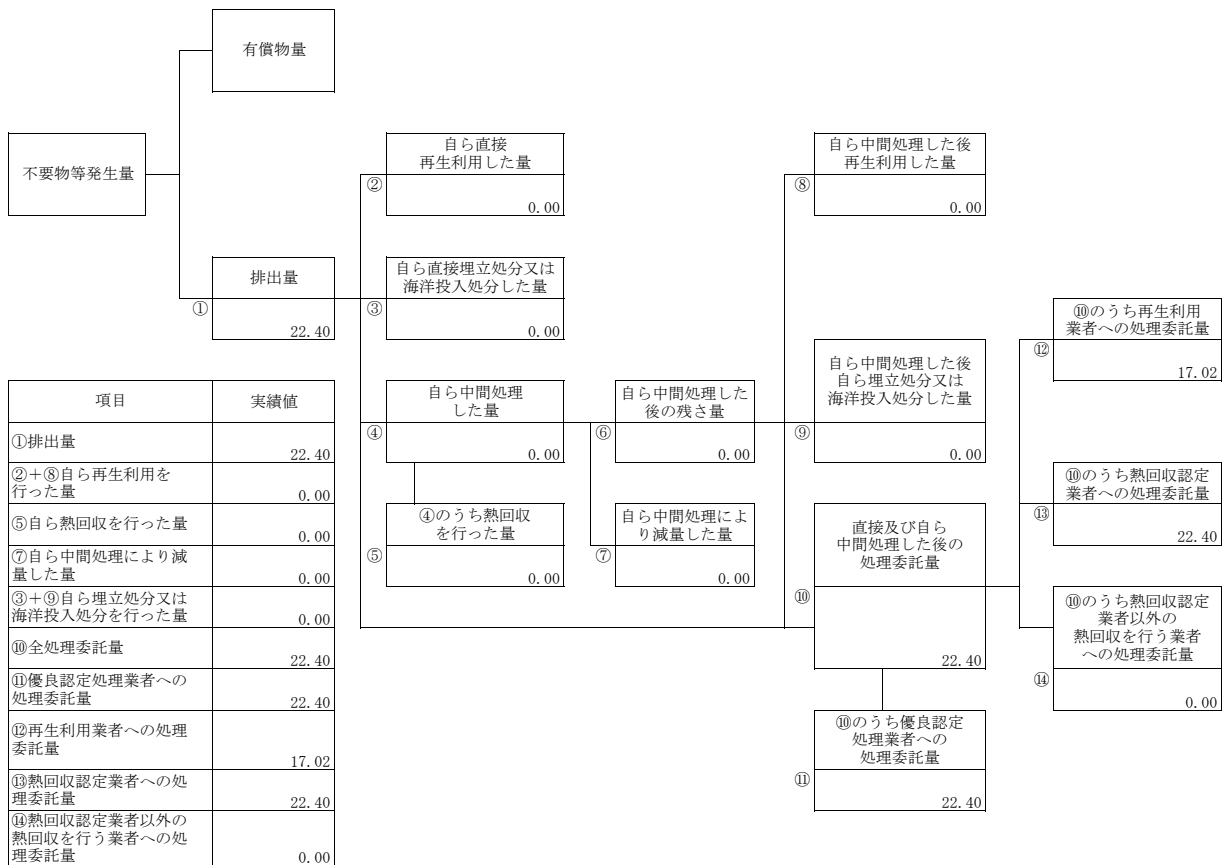 有償物量
不要物等発生量
自ら直接
再生利用した量
②
0.00
自ら中間処理した後
再生利用した量
⑧
0.00
排出量
①
22.40
自ら直接埋立処分又は
海洋投入処分した量
③
0.00
⑩のうち再生利用
業者への処理委託量
⑫
17.02
自ら中間処理
した量
④
0.00
自ら中間処理した
後の残さ量
⑥
0.00
自ら中間処理した後
自ら埋立処分又は
海洋投入処分した量
⑨
0.00
⑩のうち熱回収認定
業者への処理委託量
⑬
22.40
④のうち熱回収
を行った量
⑤
0.00
自ら中間処理によ
り減量した量
⑦
0.00
直接及び自ら
中間処理した後の
処理委託量
⑩
22.40
⑩のうち熱回収認定
業者以外の
熱回収を行う業者
への処理委託量
⑭
0.00
⑩のうち優良認定
処理業者への
処理委託量
⑪
22.40
項目 実績値
①排出量 22.40
②＋⑧自ら再生利用を
行った量 0.00
⑤自ら熱回収を行った量 0.00
⑦自ら中間処理により減
量した量 0.00
③＋⑨自ら埋立処分又は
海洋投入処分を行った量 0.00
⑩全処理委託量 22.40
⑪優良認定処理業者への
処理委託量 22.40
⑫再生利用業者への処理
委託量 17.02
⑬熱回収認定業者への処
理委託量 22.40
⑭熱回収認定業者以外の
熱回収を行う業者への処
理委託量 0.00